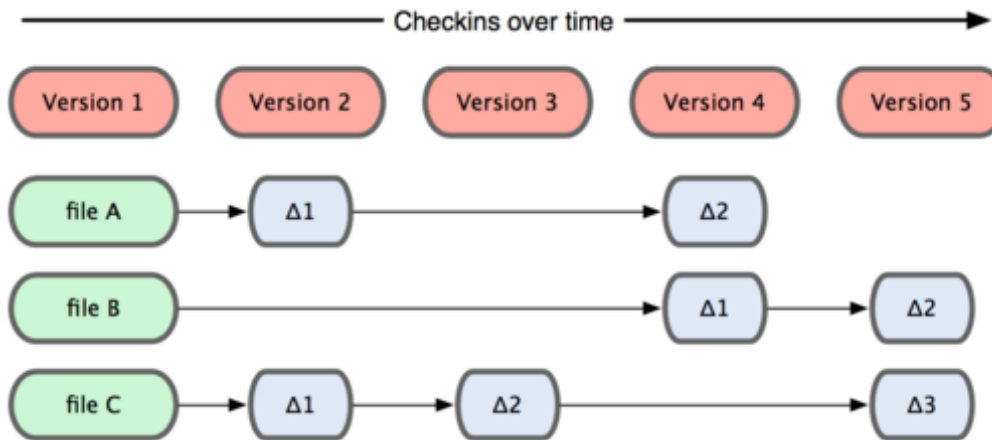 Checkins over time
Version 1 Version 2 Version 3 Version 4 Version 5
file A Δ1 Δ2
file B Δ1 Δ2
file C Δ1 Δ2 Δ3